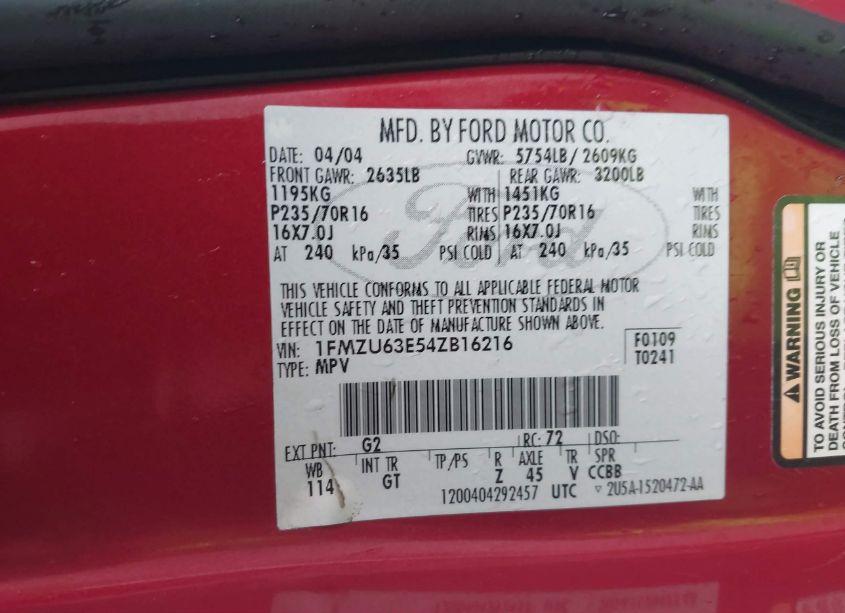 MFD. BY FORD MOTOR CO.
DATE: 04/04 GVWR: 5754LB/ 2609KG
FRONT GAWR: 2635LB REAR GAWR: 3200LB
1195KG WITH 1451KG WITH
P235/70R16 TIRES P235/70R16 TIRES
16X7.0J RIMS 16X7.0J RIMS
AT 240 kPa/35 PSI COLD AT 240 kPa/35 PSI COLD
Ford
THIS VEHICLE CONFORMS TO ALL APPLICABLE FEDERAL MOTOR
VEHICLE SAFETY AND THEFT PREVENTION STANDARDS IN
EFFECT ON THE DATE OF MANUFACTURE SHOWN ABOVE.
VIN: 1FMZU63E54ZB16216 F0109
TYPE: MPV T0241
EXT PNT: G2 RC: 72 DSO:
WB INT TR TP/PS R AXLE TR SPR
114 GT Z 45 V CCBB
1200404292457 UTC ▽ 2U5A-1520472-AA
WARNING
TO AVOID SERIOUS INJURY OR
DEATH FROM LOSS OF VEHICLE